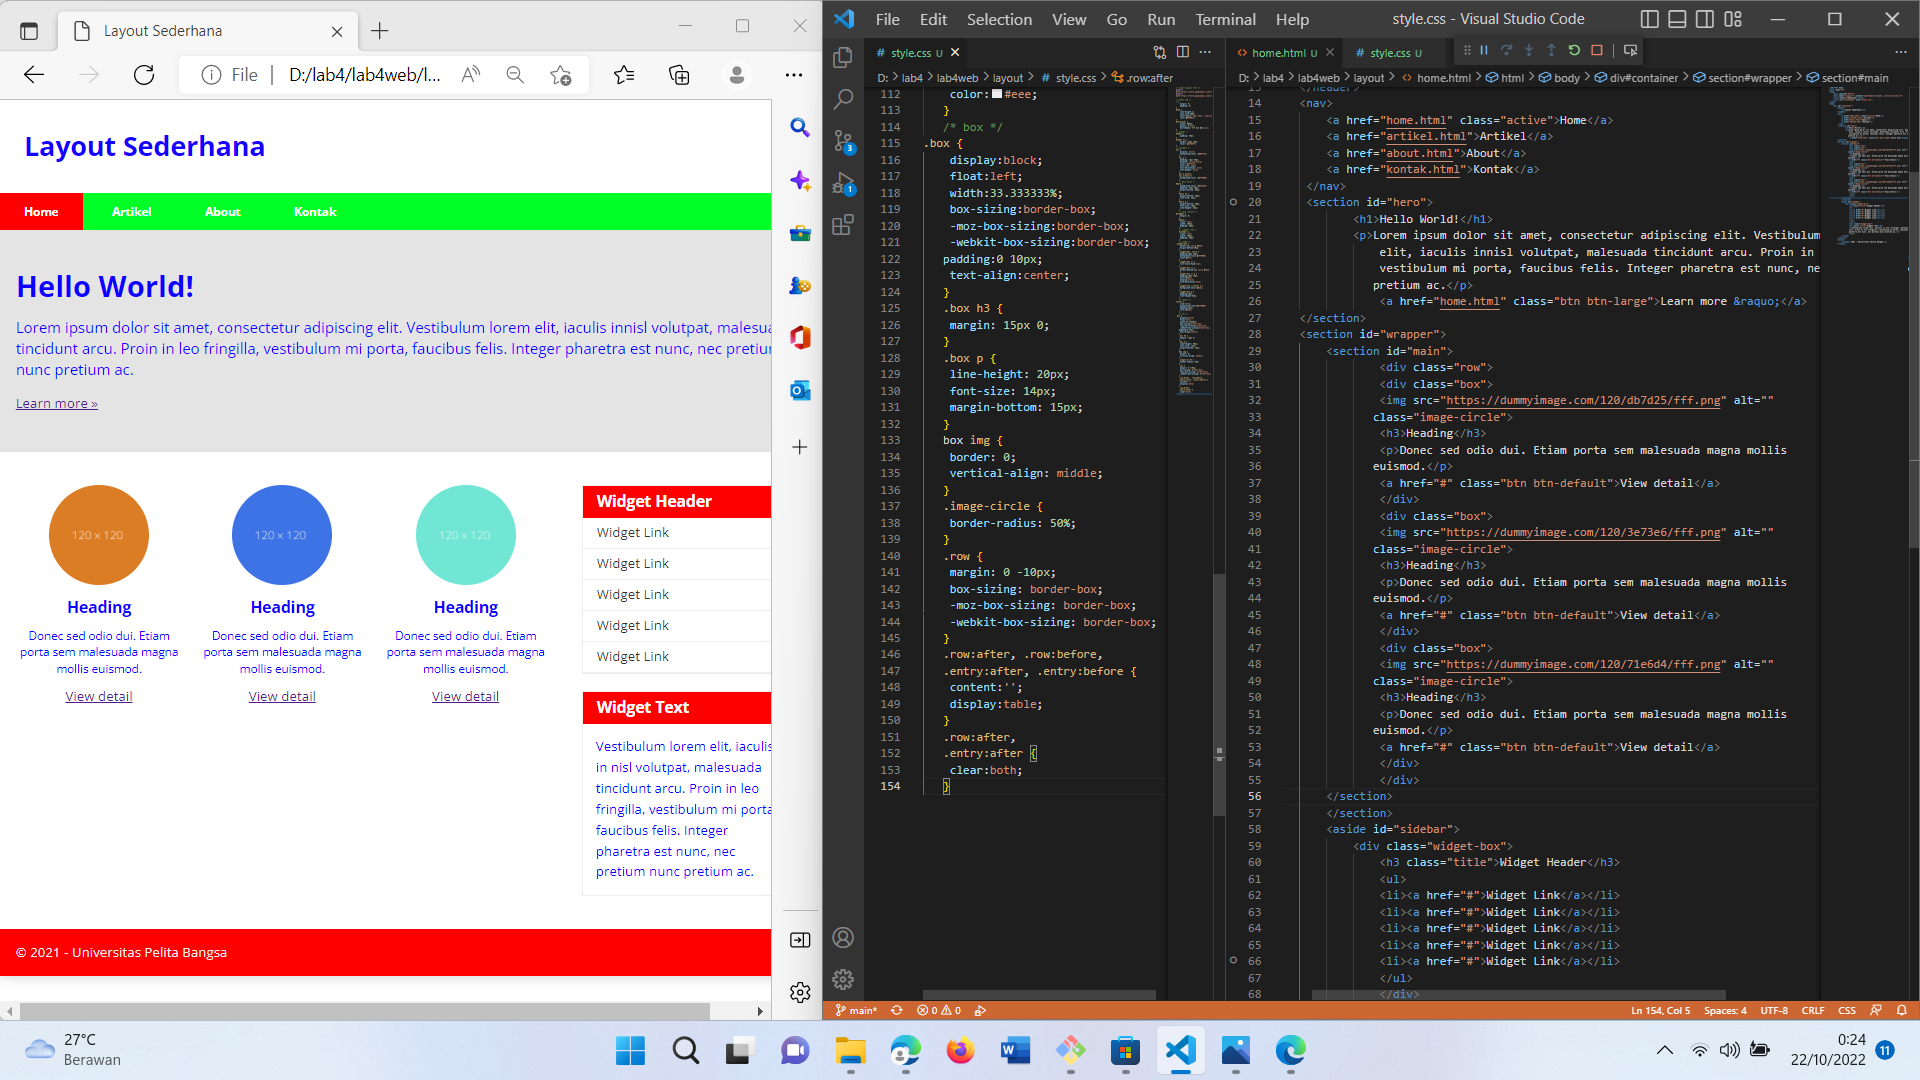 Layout Sederhana
File
D:/lab4/lab4web/l...
Layout Sederhana
Home Artikel About Kontak
Hello World!
Lorem ipsum dolor sit amet, consectetur adipiscing elit. Vestibulum lorem elit, iaculis innisl volutpat, malesua
tincidunt arcu. Proin in leo fringilla, vestibulum mi porta, faucibus felis. Integer pharetra est nunc, nec pretiun
nunc pretium ac.
Learn more »
120 × 120 120 × 120 120 × 120
Heading Heading Heading
Donec sed odio dui. Etiam Donec sed odio dui. Etiam Donec sed odio dui. Etiam
porta sem malesuada magna porta sem malesuada magna porta sem malesuada magna
mollis euismod. mollis euismod. mollis euismod.
View detail View detail View detail
Widget Header
Widget Link
Widget Link
Widget Link
Widget Link
Widget Link
Widget Text
Vestibulum lorem elit, iaculis
in nisl volutpat, malesuada
tincidunt arcu. Proin in leo
fringilla, vestibulum mi porta
faucibus felis. Integer
pharetra est nunc, nec
pretium nunc pretium ac.
© 2021 - Universitas Pelita Bangsa
File Edit Selection View Go Run Terminal Help style.css - Visual Studio Code
# style.css U
D: > lab4 > lab4web > layout > # style.css > .row:after
112 color: #eee;
113 }
114 /* box */
115 .box {
116 display:block;
117 float:left;
118 width:33.333333%;
119 box-sizing:border-box;
120 -moz-box-sizing:border-box;
121 -webkit-box-sizing:border-box;
122 padding:0 10px;
123 text-align:center;
124 }
125 .box h3 {
126 margin: 15px 0;
127 }
128 .box p {
129 line-height: 20px;
130 font-size: 14px;
131 margin-bottom: 15px;
132 }
133 box img {
134 border: 0;
135 vertical-align: middle;
136 }
137 .image-circle {
138 border-radius: 50%;
139 }
140 .row {
141 margin: 0 -10px;
142 box-sizing: border-box;
143 -moz-box-sizing: border-box;
144 -webkit-box-sizing: border-box;
145 }
146 .row:after, .row:before,
147 .entry:after, .entry:before {
148 content:'';
149 display:table;
150 }
151 .row:after,
152 .entry:after {
153 clear:both;
154 }
home.html U # style.css U
D: > lab4 > lab4web > layout > home.html > html > body > div#container > section#wrapper > section#main
13 </header>
14 <nav>
15 <a href="home.html" class="active">Home</a>
16 <a href="artikel.html">Artikel</a>
17 <a href="about.html">About</a>
18 <a href="kontak.html">Kontak</a>
19 </nav>
20 <section id="hero">
21 <h1>Hello World!</h1>
22 <p>Lorem ipsum dolor sit amet, consectetur adipiscing elit. Vestibulum
23 elit, iaculis innisl volutpat, malesuada tincidunt arcu. Proin in
24 vestibulum mi porta, faucibus felis. Integer pharetra est nunc, ne
25 pretium ac.</p>
26 <a href="home.html" class="btn btn-large">Learn more &raquo;</a>
27 </section>
28 <section id="wrapper">
29 <section id="main">
30 <div class="row">
31 <div class="box">
32 <img src="https://dummyimage.com/120/db7d25/fff.png" alt=""
33 class="image-circle">
34 <h3>Heading</h3>
35 <p>Donec sed odio dui. Etiam porta sem malesuada magna mollis
36 euismod.</p>
37 <a href="#" class="btn btn-default">View detail</a>
38 </div>
39 <div class="box">
40 <img src="https://dummyimage.com/120/3e73e6/fff.png" alt=""
41 class="image-circle">
42 <h3>Heading</h3>
43 <p>Donec sed odio dui. Etiam porta sem malesuada magna mollis
44 euismod.</p>
45 <a href="#" class="btn btn-default">View detail</a>
46 </div>
47 <div class="box">
48 <img src="https://dummyimage.com/120/71e6d4/fff.png" alt=""
49 class="image-circle">
50 <h3>Heading</h3>
51 <p>Donec sed odio dui. Etiam porta sem malesuada magna mollis
52 euismod.</p>
53 <a href="#" class="btn btn-default">View detail</a>
54 </div>
55 </div>
56 </section>
57 </section>
58 <aside id="sidebar">
59 <div class="widget-box">
60 <h3 class="title">Widget Header</h3>
61 <ul>
62 <li><a href="#">Widget Link</a></li>
63 <li><a href="#">Widget Link</a></li>
64 <li><a href="#">Widget Link</a></li>
65 <li><a href="#">Widget Link</a></li>
66 <li><a href="#">Widget Link</a></li>
67 </ul>
68 </div>
main* 0 0 Ln 154, Col 5 Spaces: 4 UTF-8 CRLF CSS
27°C
Berawan
0:24
22/10/2022
11